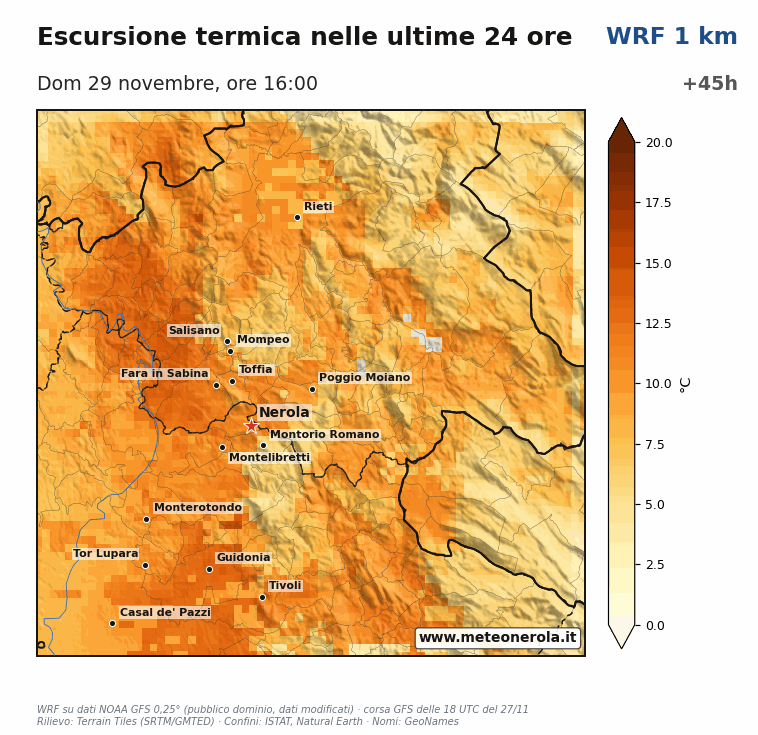 Escursione termica nelle ultime 24 ore WRF 1 km
Dom 29 novembre, ore 16:00 +45h
20.0
17.5
15.0
12.5
10.0
7.5
5.0
2.5
0.0
°C
Rieti
Salisano
Mompeo
Fara in Sabina
Toffia
Poggio Moiano
Nerola
Montorio Romano
Montelibretti
Monterotondo
Tor Lupara
Guidonia
Tivoli
Casal de' Pazzi
www.meteonerola.it
WRF su dati NOAA GFS 0,25° (pubblico dominio, dati modificati) · corsa GFS delle 18 UTC del 27/11
Rilievo: Terrain Tiles (SRTM/GMTED) · Confini: ISTAT, Natural Earth · Nomi: GeoNames